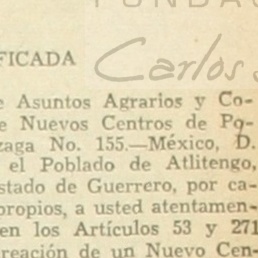 FUNDA
FICADA
Carlos S
e Asuntos Agrarios y Co-
e Nuevos Centros de Po-
zaga No. 155.—México, D.
el Poblado de Atlitengo,
stado de Guerrero, por ca-
propios, a usted atentamen-
en los Artículos 53 y 271
reación de un Nuevo Cen-